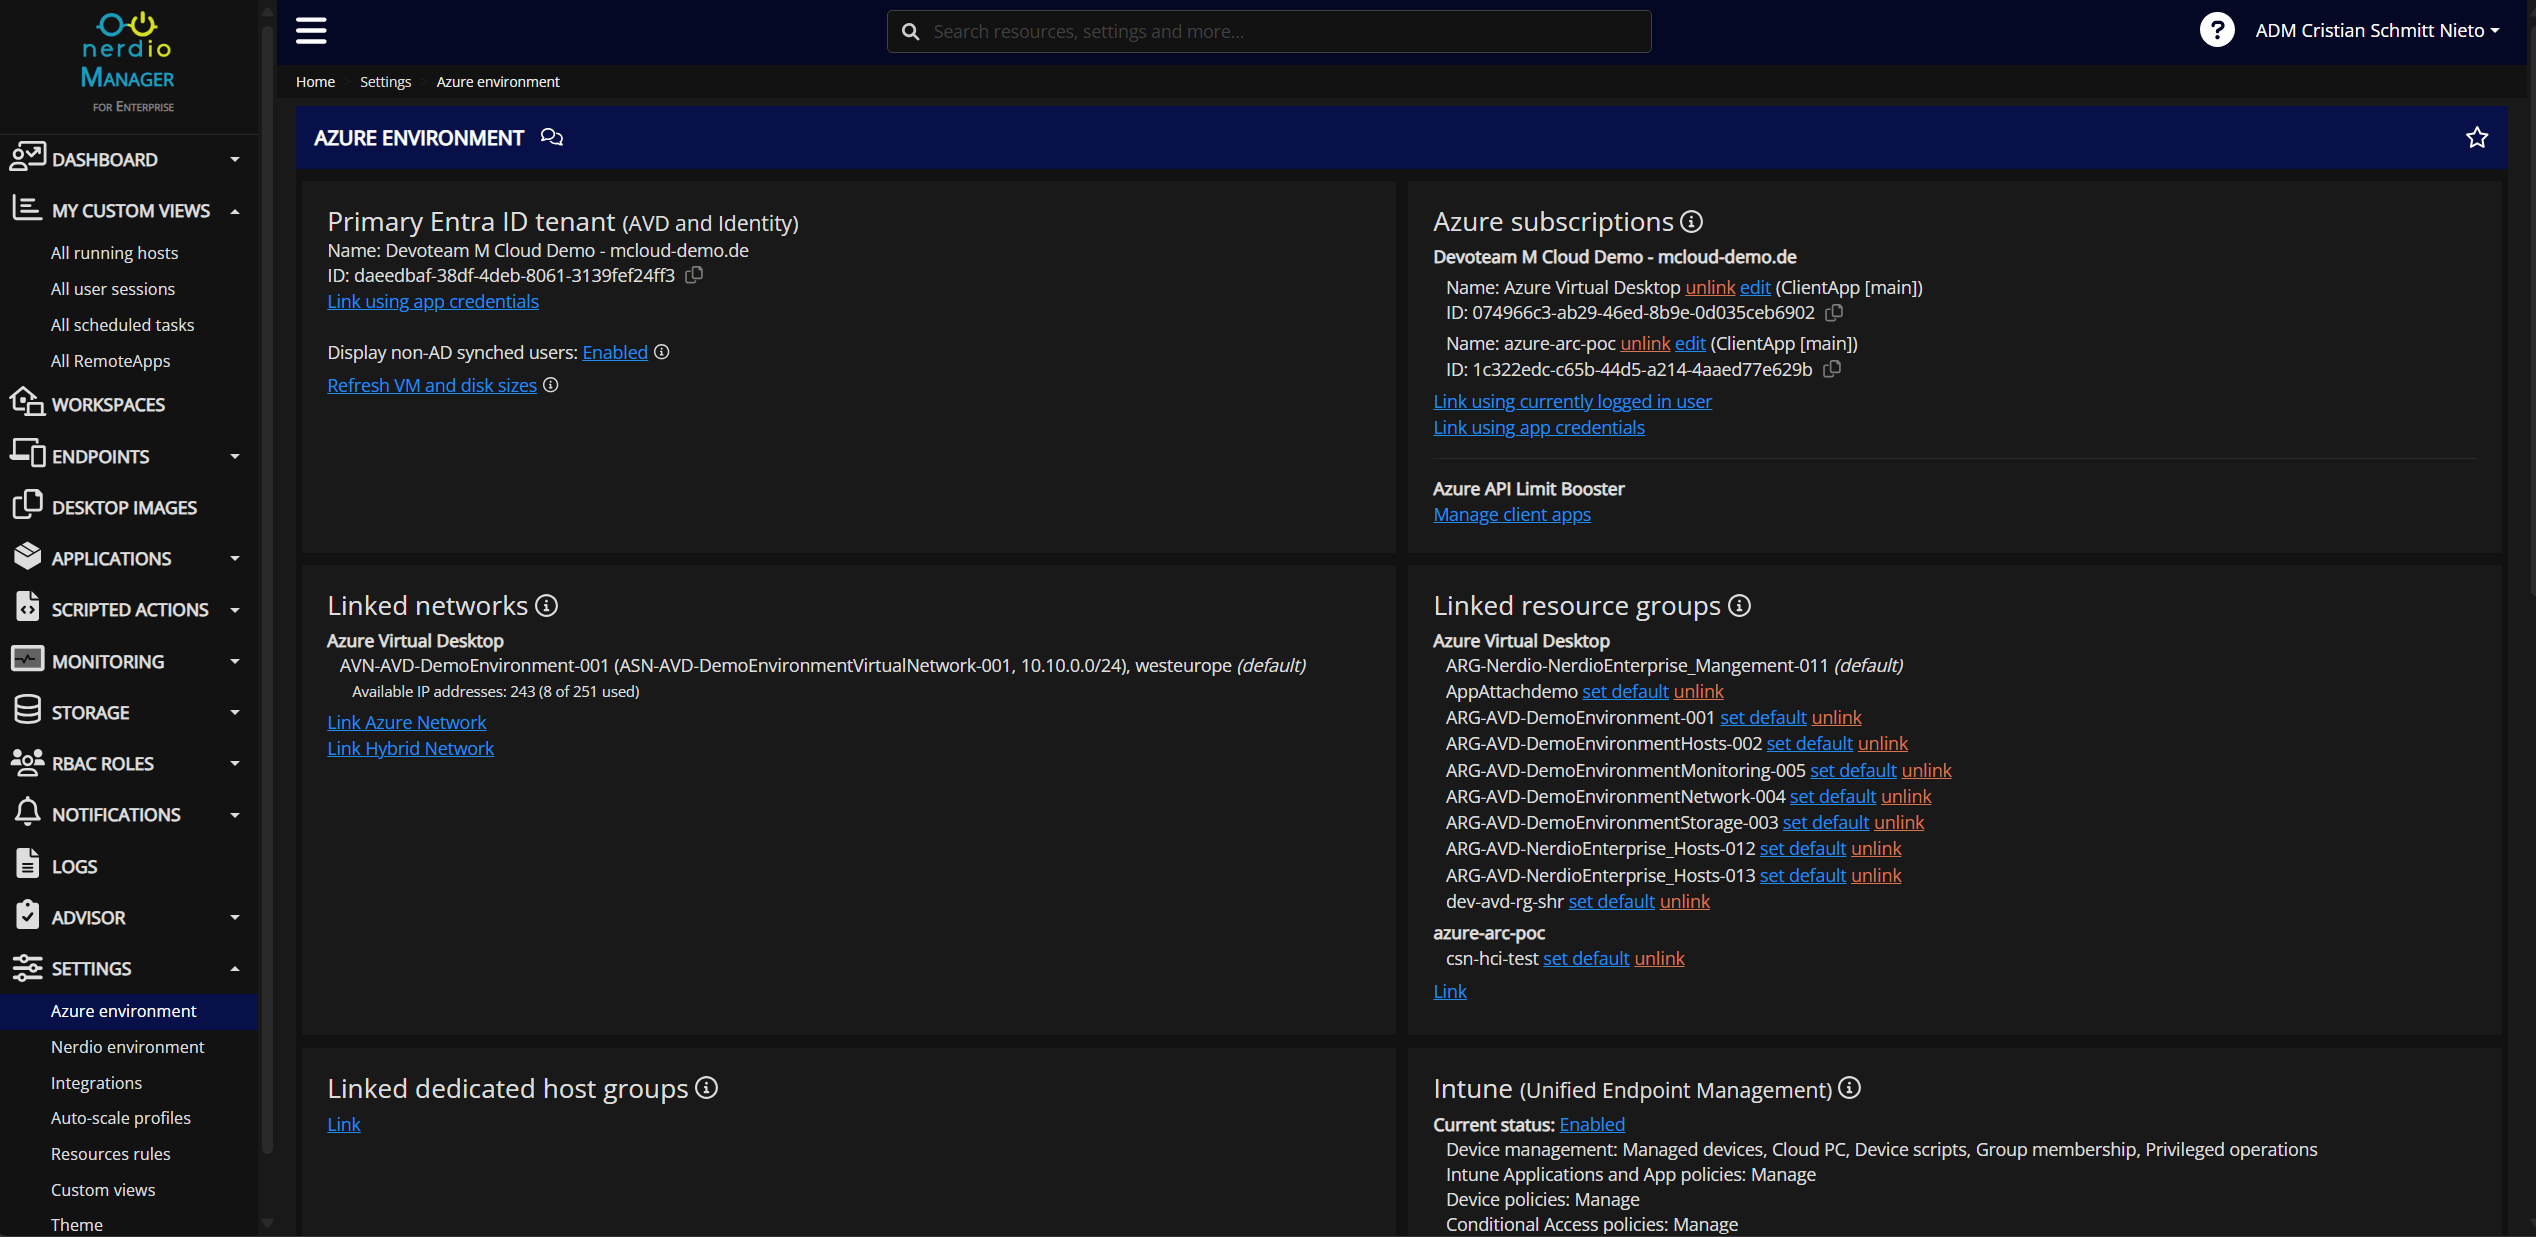 nerdio
MANAGER
FOR ENTERPRISE
DASHBOARD
MY CUSTOM VIEWS
All running hosts
All user sessions
All scheduled tasks
All RemoteApps
WORKSPACES
ENDPOINTS
DESKTOP IMAGES
APPLICATIONS
SCRIPTED ACTIONS
MONITORING
STORAGE
RBAC ROLES
NOTIFICATIONS
LOGS
ADVISOR
SETTINGS
Azure environment
Nerdio environment
Integrations
Auto-scale profiles
Resources rules
Custom views
Theme
Search resources, settings and more...
? ADM Cristian Schmitt Nieto
Home Settings Azure environment
AZURE ENVIRONMENT
Primary Entra ID tenant (AVD and Identity)
Name: Devoteam M Cloud Demo - mcloud-demo.de
ID: daeedbaf-38df-4deb-8061-3139fef24ff3
Link using app credentials
Display non-AD synched users: Enabled
Refresh VM and disk sizes
Azure subscriptions
Devoteam M Cloud Demo - mcloud-demo.de
Name: Azure Virtual Desktop unlink edit (ClientApp [main])
ID: 074966c3-ab29-46ed-8b9e-0d035ceb6902
Name: azure-arc-poc unlink edit (ClientApp [main])
ID: 1c322edc-c65b-44d5-a214-4aaed77e629b
Link using currently logged in user
Link using app credentials
Azure API Limit Booster
Manage client apps
Linked networks
Azure Virtual Desktop
AVN-AVD-DemoEnvironment-001 (ASN-AVD-DemoEnvironmentVirtualNetwork-001, 10.10.0.0/24), westeurope (default)
Available IP addresses: 243 (8 of 251 used)
Link Azure Network
Link Hybrid Network
Linked resource groups
Azure Virtual Desktop
ARG-Nerdio-NerdioEnterprise_Mangement-011 (default)
AppAttachdemo set default unlink
ARG-AVD-DemoEnvironment-001 set default unlink
ARG-AVD-DemoEnvironmentHosts-002 set default unlink
ARG-AVD-DemoEnvironmentMonitoring-005 set default unlink
ARG-AVD-DemoEnvironmentNetwork-004 set default unlink
ARG-AVD-DemoEnvironmentStorage-003 set default unlink
ARG-AVD-NerdioEnterprise_Hosts-012 set default unlink
ARG-AVD-NerdioEnterprise_Hosts-013 set default unlink
dev-avd-rg-shr set default unlink
azure-arc-poc
csn-hci-test set default unlink
Link
Linked dedicated host groups
Link
Intune (Unified Endpoint Management)
Current status: Enabled
Device management: Managed devices, Cloud PC, Device scripts, Group membership, Privileged operations
Intune Applications and App policies: Manage
Device policies: Manage
Conditional Access policies: Manage